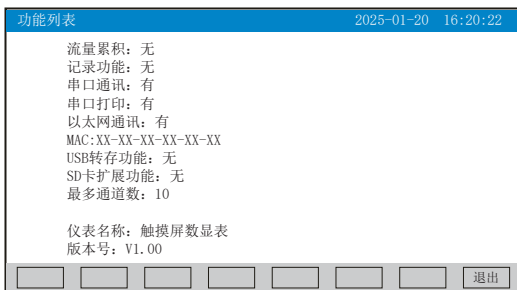 功能列表 2025-01-20 16:20:22
流量累积：无
记录功能：无
串口通讯：有
串口打印：有
以太网通讯：有
MAC:XX-XX-XX-XX-XX-XX
USB转存功能：无
SD卡扩展功能：无
最多通道数：10
仪表名称：触摸屏数显表
版本号：V1.00
退出